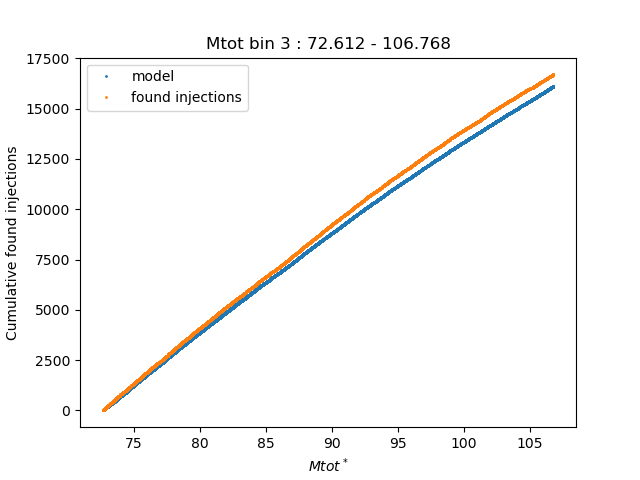 Mtot bin 3 : 72.612 - 106.768
model
found injections
17500
15000
12500
10000
7500
5000
2500
0
Cumulative found injections
75 80 85 90 95 100 105
Mtot*